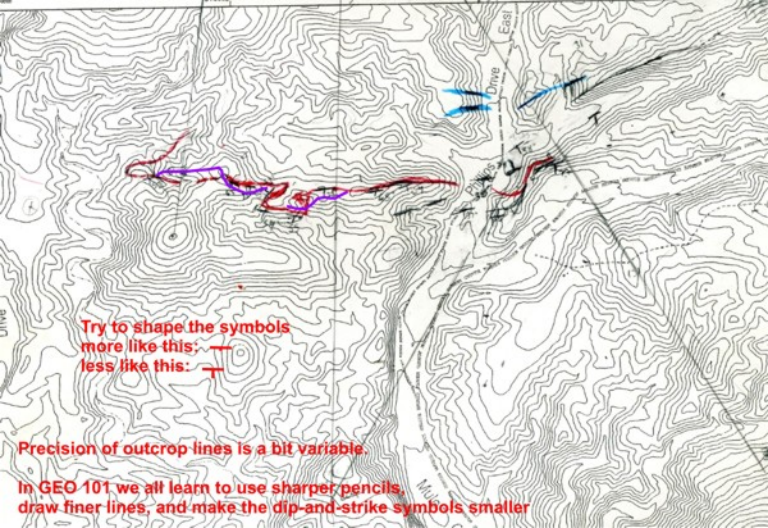 East
Drive
Drive
Try to shape the symbols
more like this:
less like this:
Precision of outcrop lines is a bit variable.
In GEO 101 we all learn to use sharper pencils,
draw finer lines, and make the dip-and-strike symbols smaller